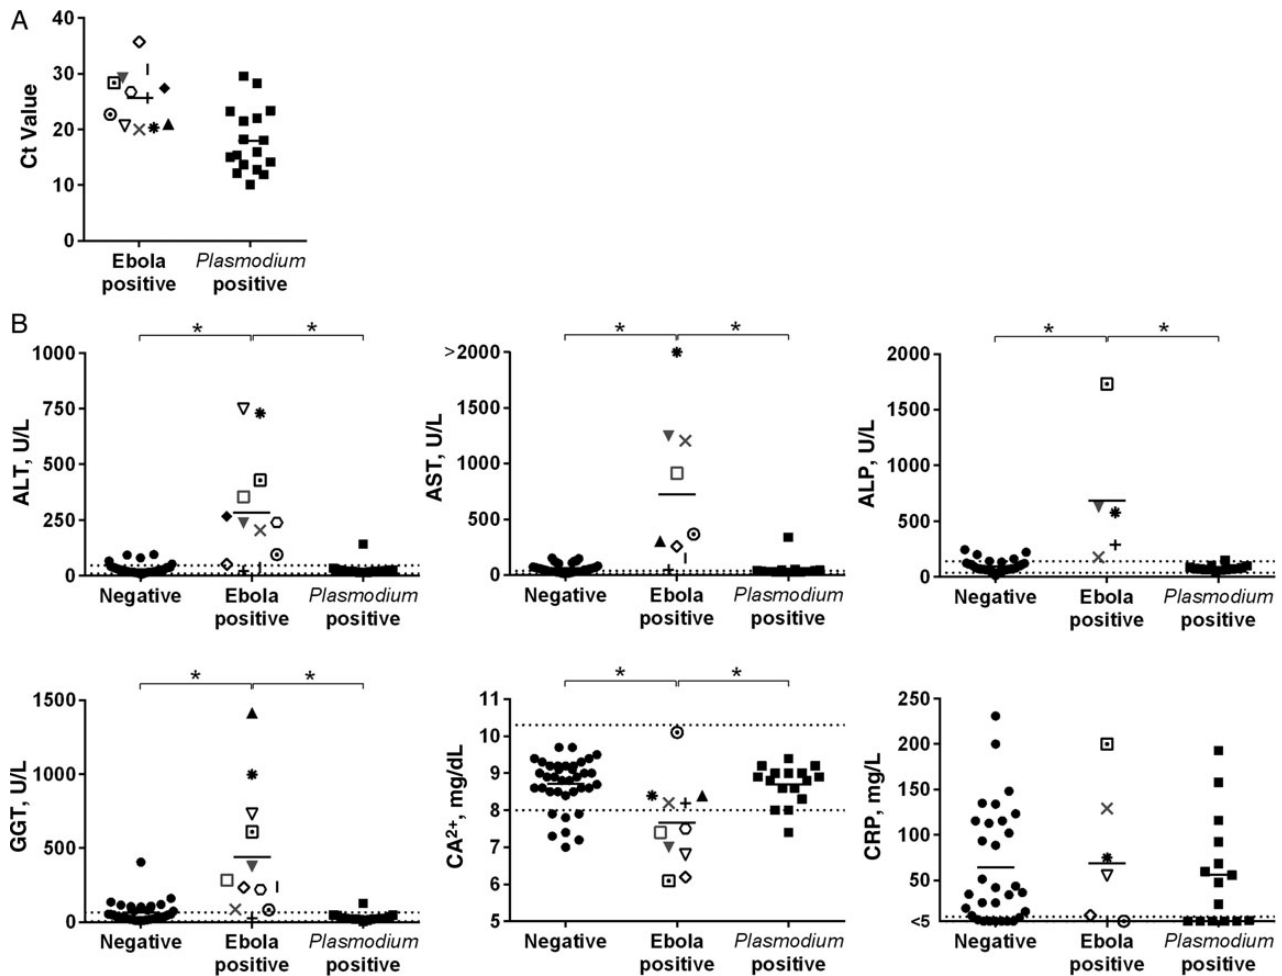 A
40
30
20
10
0
Ct Value
Ebola positive
Plasmodium positive
B
* *
1000
750
500
250
0
ALT, U/L
Negative
Ebola positive
Plasmodium positive
* *
>2000
1500
1000
500
0
AST, U/L
Negative
Ebola positive
Plasmodium positive
* *
2000
1500
1000
500
0
ALP, U/L
Negative
Ebola positive
Plasmodium positive
* *
1500
1000
500
0
GGT, U/L
Negative
Ebola positive
Plasmodium positive
* *
11
10
9
8
7
6
5
CA²⁺, mg/dL
Negative
Ebola positive
Plasmodium positive
250
200
150
100
50
<5
CRP, mg/L
Negative
Ebola positive
Plasmodium positive